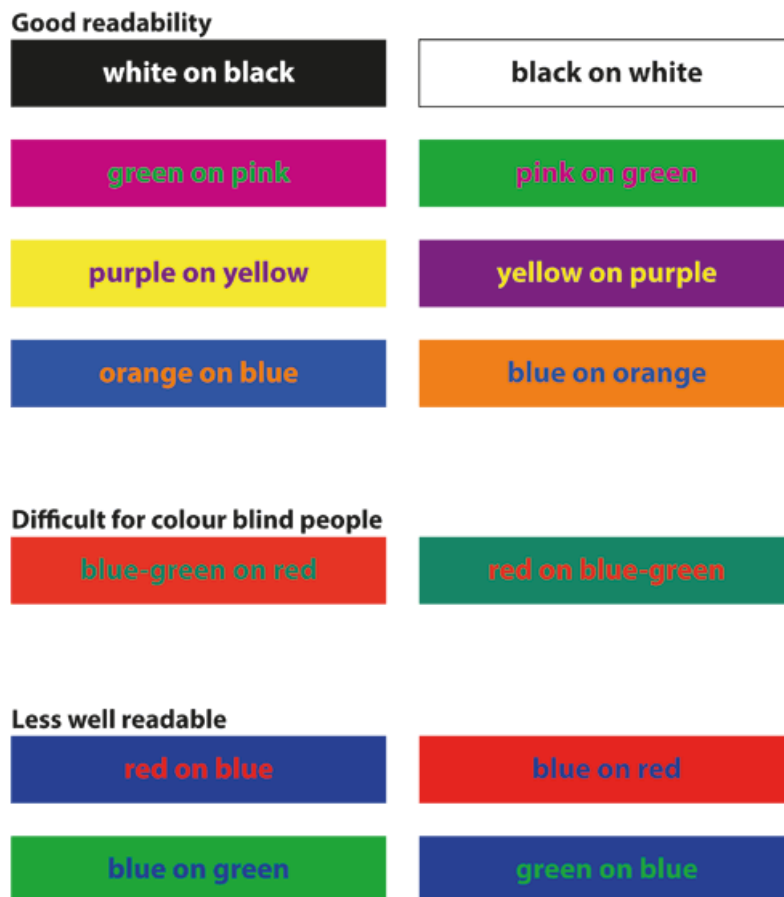 Good readability
white on black
black on white
green on pink
pink on green
purple on yellow
yellow on purple
orange on blue
blue on orange
Difficult for colour blind people
blue-green on red
red on blue-green
Less well readable
red on blue
blue on red
blue on green
green on blue